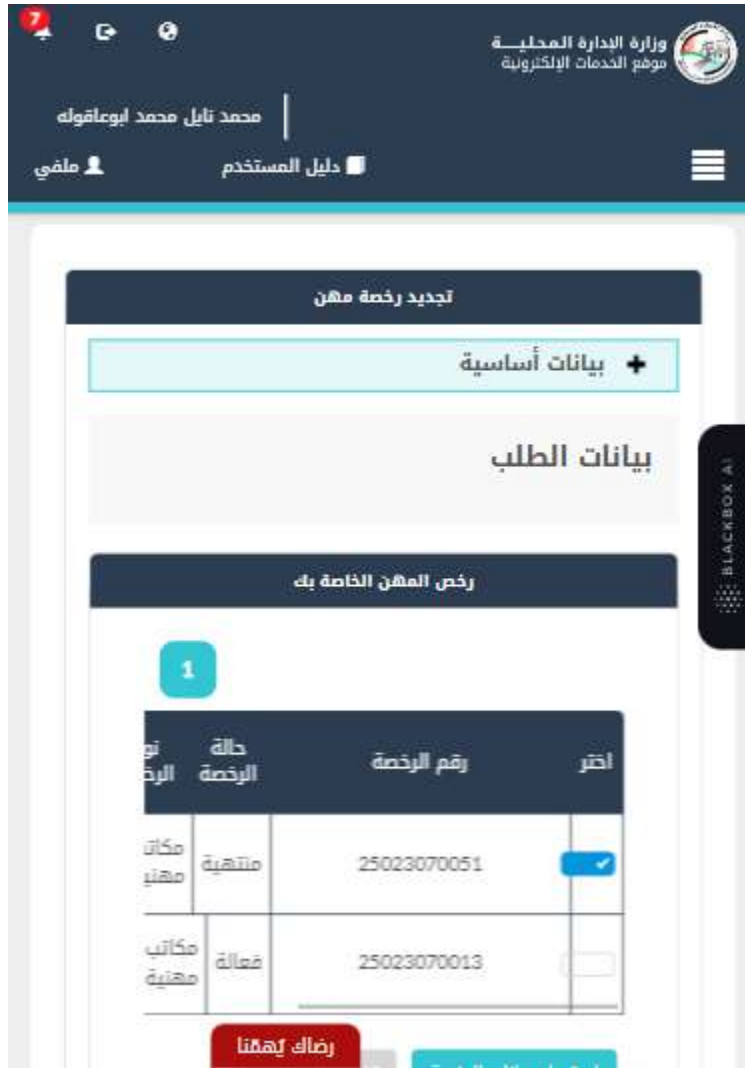 7
وزارة الإدارة المحليـــة
موقع الخدمات الإلكترونية
محمد نايل محمد ابوعاقوله
دليل المستخدم
ملفي
تجديد رخصة مهن
بيانات أساسية
بيانات الطلب
BLACKBOX AI
رخص المهن الخاصة بك
1
اختر رقم الرخصة حالة الرخصة
25023070051 منتهية
25023070013 فعالة مكاتب مهنية
رضاك يُهمّنا